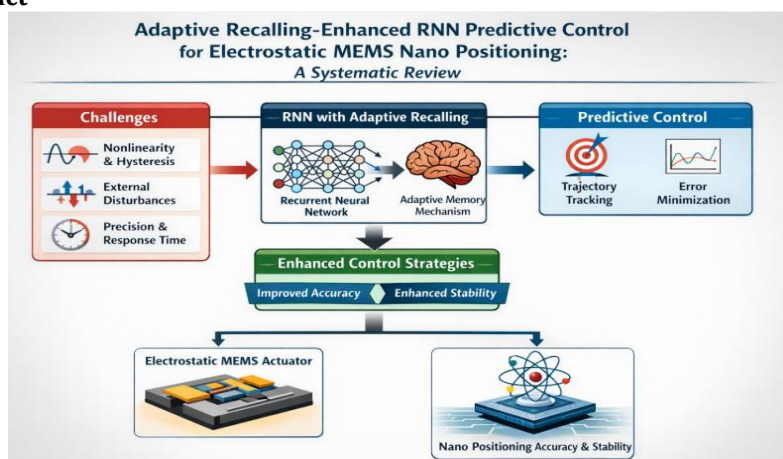 Adaptive Recalling-Enhanced RNN Predictive Control
for Electrostatic MEMS Nano Positioning:
A Systematic Review
Challenges
Nonlinearity
& Hysteresis
External
Disturbances
Precision &
Response Time
RNN with Adaptive Recalling
Recurrent Neural
Network
Adaptive Memory
Mechanism
Predictive Control
Trajectory
Tracking
Error
Minimization
Enhanced Control Strategies
Improved Accuracy
Enhanced Stability
Electrostatic MEMS Actuator
Nano Positioning Accuracy & Stability